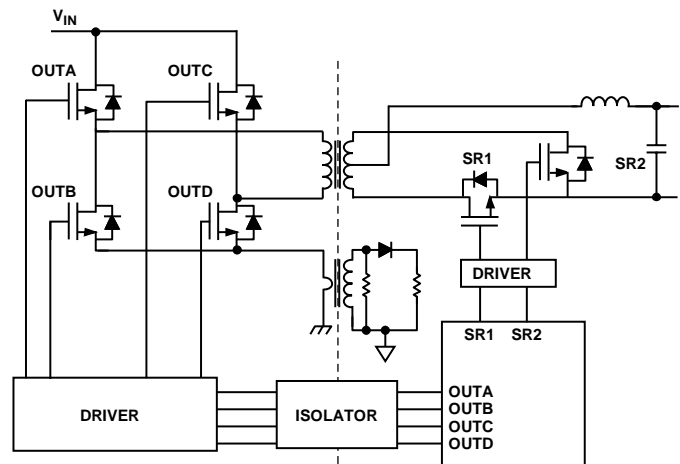 VIN
OUTA
OUTC
SR1
SR2
OUTB
OUTD
DRIVER
SR1 SR2
DRIVER
ISOLATOR
OUTA
OUTB
OUTC
OUTD